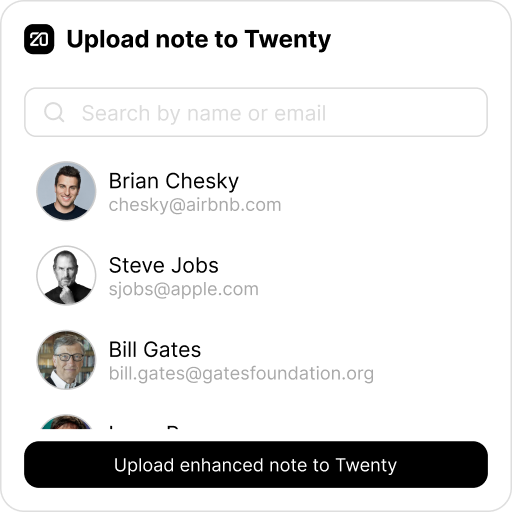 20 Upload note to Twenty
Search by name or email
Brian Chesky
chesky@airbnb.com
Steve Jobs
sjobs@apple.com
Bill Gates
bill.gates@gatesfoundation.org
Upload enhanced note to Twenty